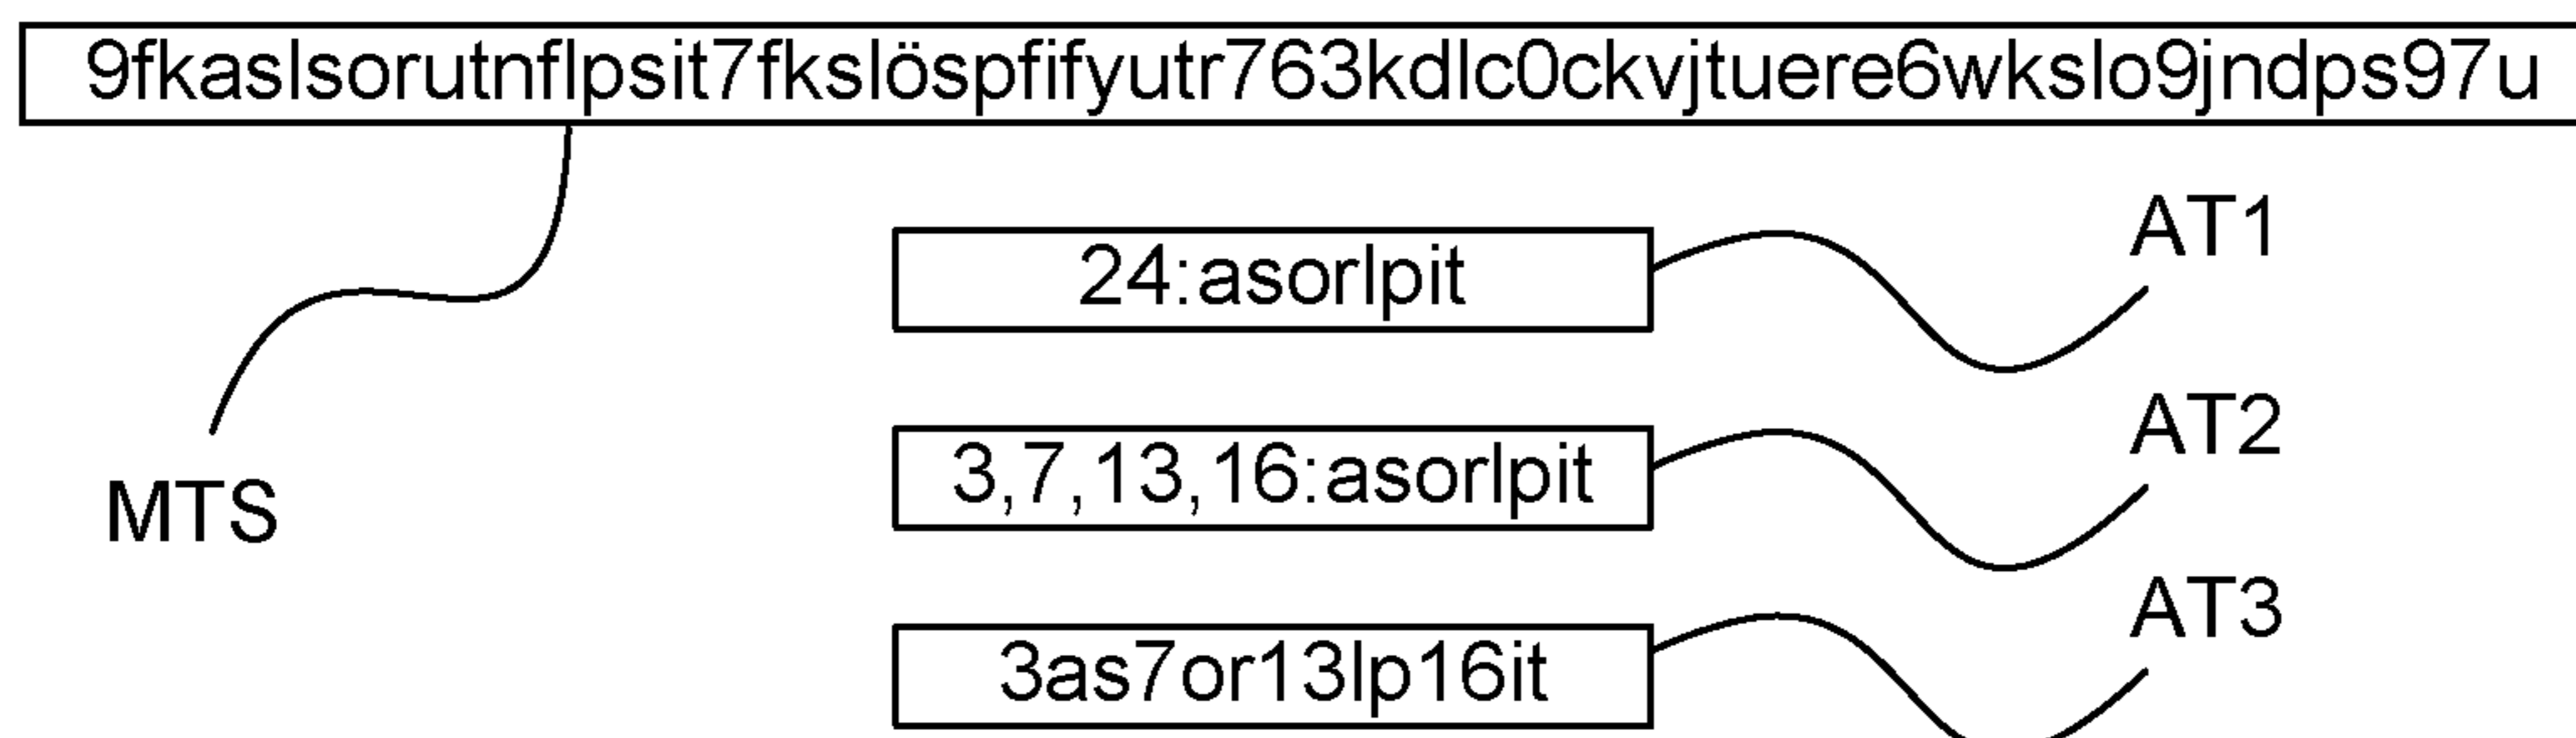 9fkaslsorutnflpsit7fkslöspfifyutr763kdlc0ckvjtuere6wkslo9jndps97u
AT1
24:asorlpit
AT2
3,7,13,16:asorlpit
MTS
AT3
3as7or13lp16it